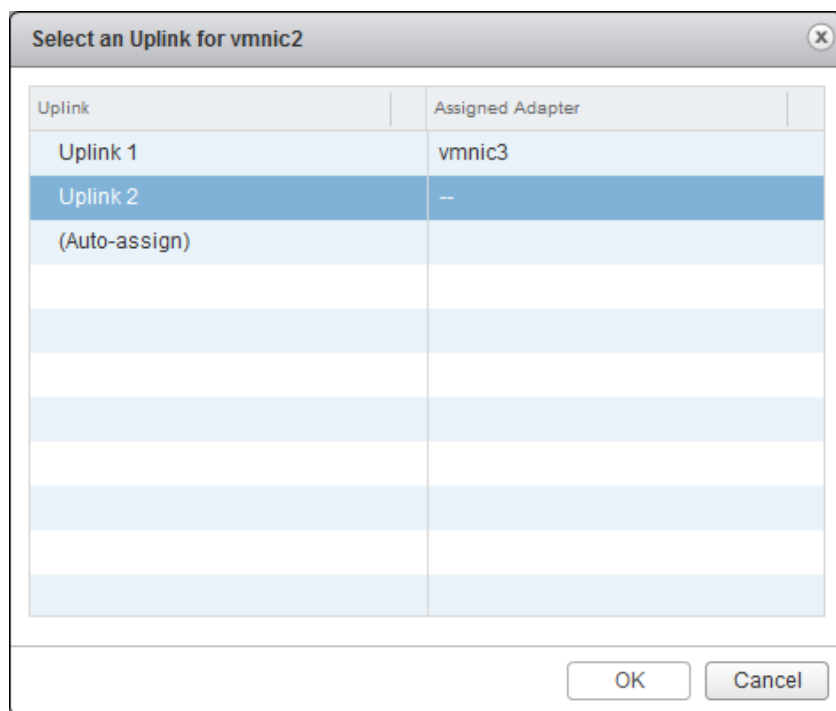 Select an Uplink for vmnic2
Uplink Assigned Adapter
Uplink 1 vmnic3
Uplink 2 --
(Auto-assign)
OK Cancel